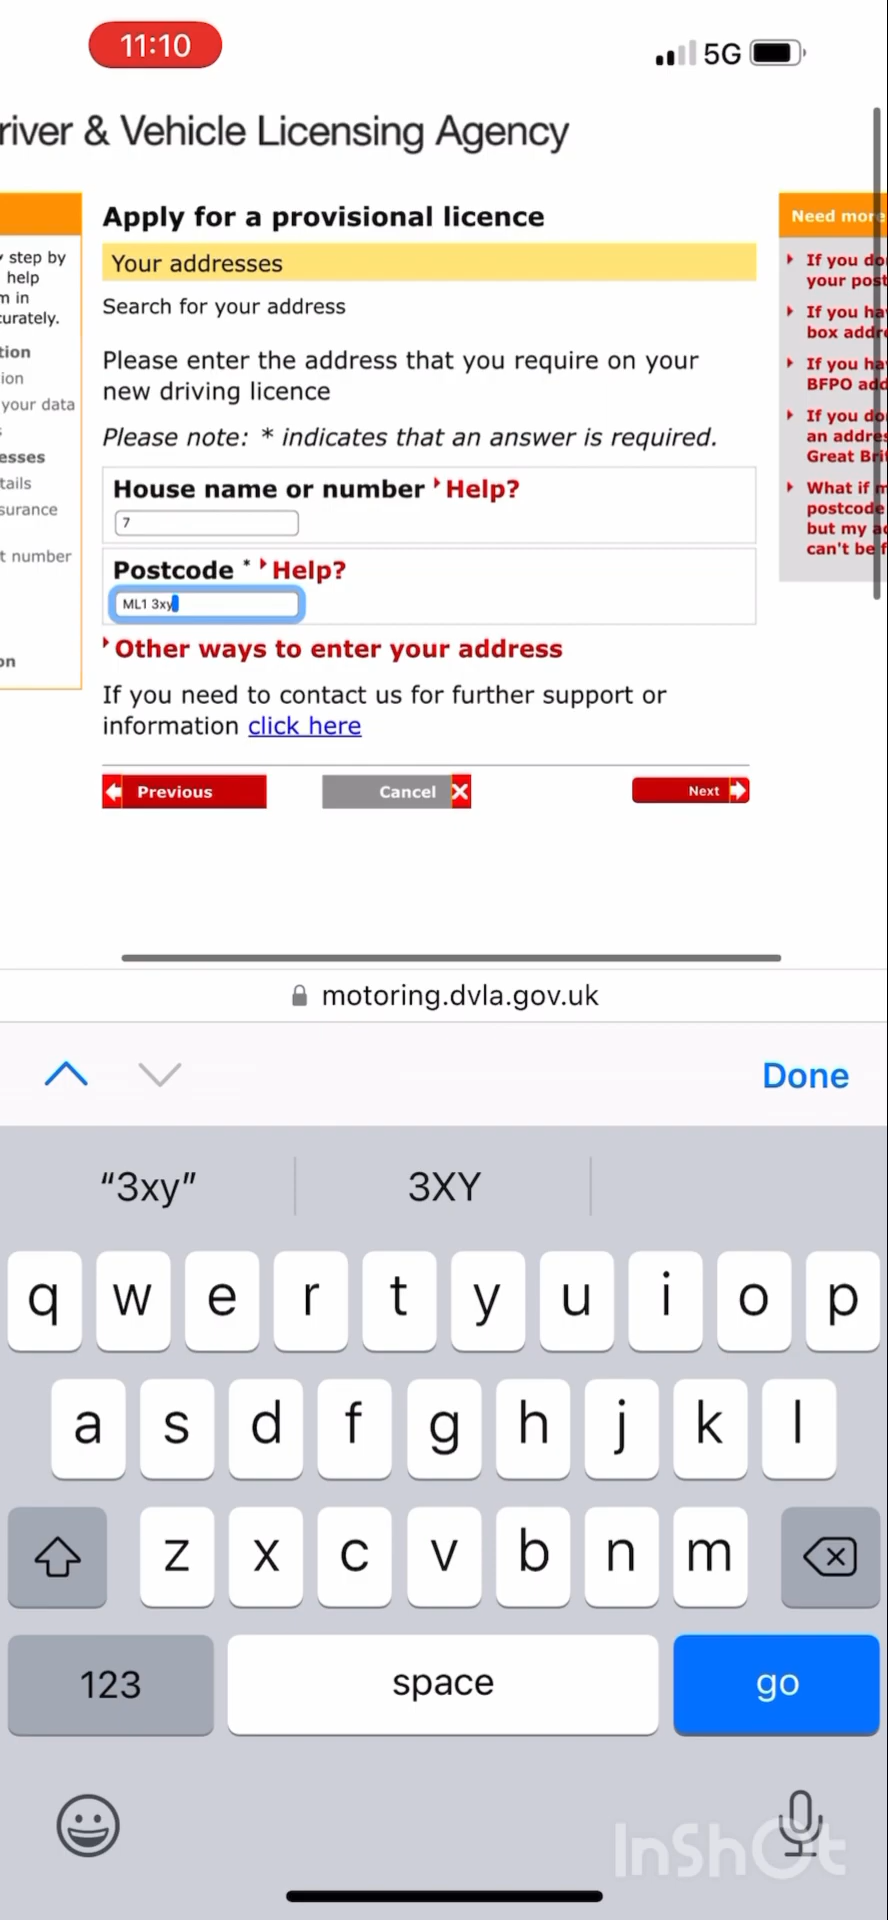 11:10
5G
river & Vehicle Licensing Agency
step by
help
m in
curately.
tion
ion
your data
s
esses
tails
surance
t number
on
Apply for a provisional licence
Your addresses
Search for your address
Please enter the address that you require on your
new driving licence
Please note: * indicates that an answer is required.
House name or number Help?
7
Postcode * Help?
ML1 3xy
Other ways to enter your address
If you need to contact us for further support or
information click here
Previous
Cancel
Next
Need more
If you do
your post
If you ha
box addr
If you ha
BFPO add
If you do
an addre
Great Bri
What if m
postcode
but my a
can't be f
motoring.dvla.gov.uk
Done
“3xy” 3XY
q w e r t y u i o p
a s d f g h j k l
z x c v b n m
123 space go
InShOt